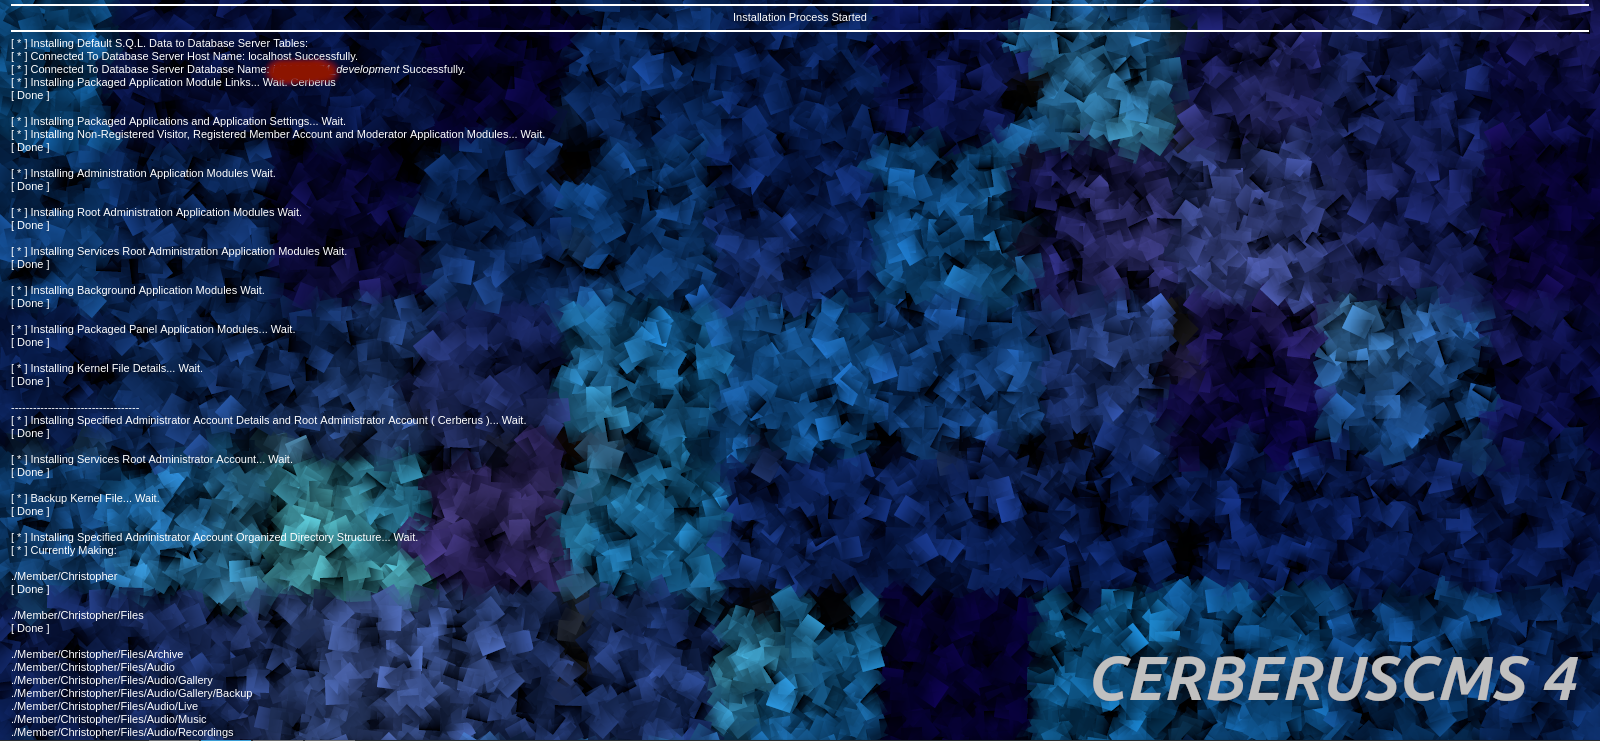 Installation Process Started
[ * ] Installing Default S.Q.L. Data to Database Server Tables:
[ * ] Connected To Database Server Host Name: localhost Successfully.
[ * ] Connected To Database Server Database Name: _development Successfully.
[ * ] Installing Packaged Application Module Links... Wait. Cerberus
[ Done ]
[ * ] Installing Packaged Applications and Application Settings... Wait.
[ * ] Installing Non-Registered Visitor, Registered Member Account and Moderator Application Modules... Wait.
[ Done ]
[ * ] Installing Administration Application Modules Wait.
[ Done ]
[ * ] Installing Root Administration Application Modules Wait.
[ Done ]
[ * ] Installing Services Root Administration Application Modules Wait.
[ Done ]
[ * ] Installing Background Application Modules Wait.
[ Done ]
[ * ] Installing Packaged Panel Application Modules... Wait.
[ Done ]
[ * ] Installing Kernel File Details... Wait.
[ Done ]
-----------------------------------
[ * ] Installing Specified Administrator Account Details and Root Administrator Account ( Cerberus )... Wait.
[ Done ]
[ * ] Installing Services Root Administrator Account... Wait.
[ Done ]
[ * ] Backup Kernel File... Wait.
[ Done ]
[ * ] Installing Specified Administrator Account Organized Directory Structure... Wait.
[ * ] Currently Making:
./Member/Christopher
[ Done ]
./Member/Christopher/Files
[ Done ]
./Member/Christopher/Files/Archive
./Member/Christopher/Files/Audio
./Member/Christopher/Files/Audio/Gallery
./Member/Christopher/Files/Audio/Gallery/Backup
./Member/Christopher/Files/Audio/Live
./Member/Christopher/Files/Audio/Music
./Member/Christopher/Files/Audio/Recordings
CERBERUSCMS 4